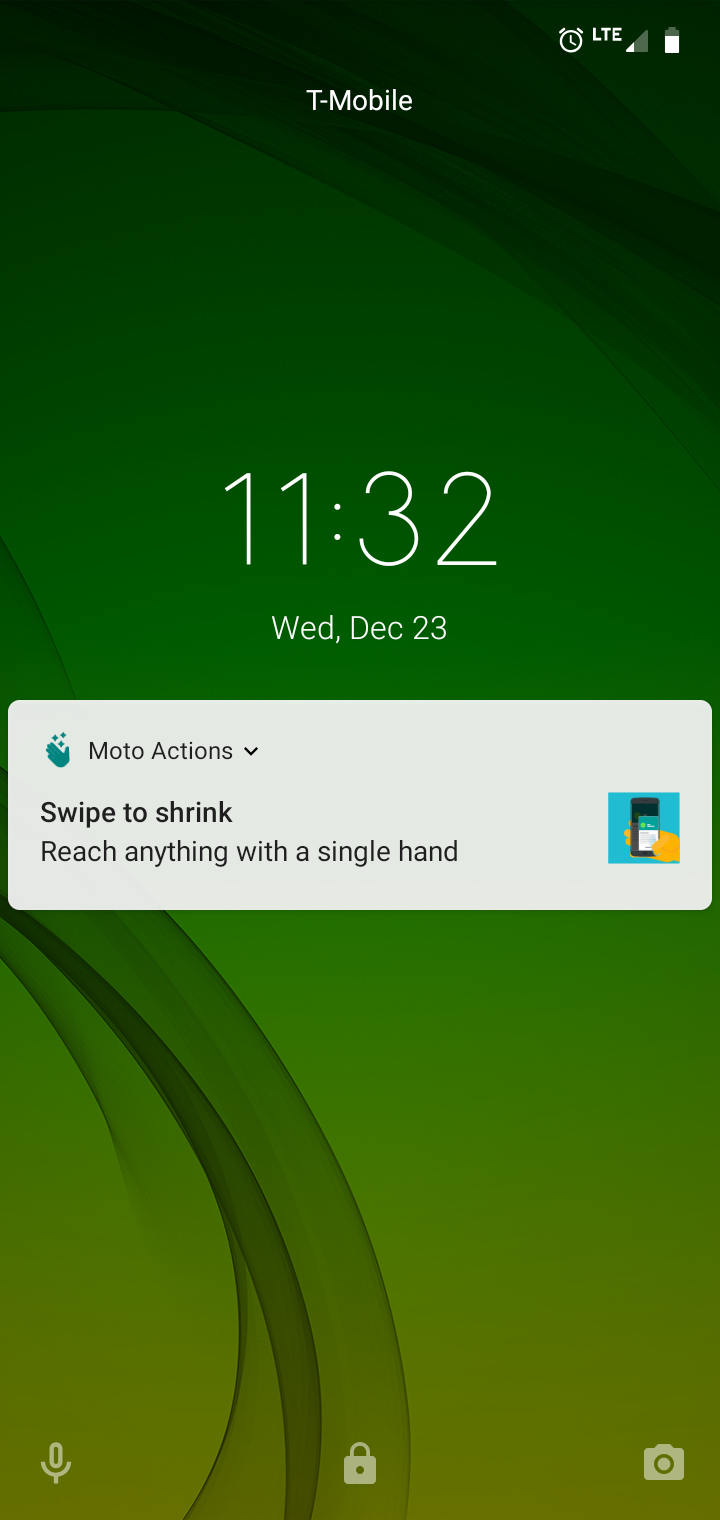 LTE
T-Mobile
11:32
Wed, Dec 23
Moto Actions
Swipe to shrink
Reach anything with a single hand